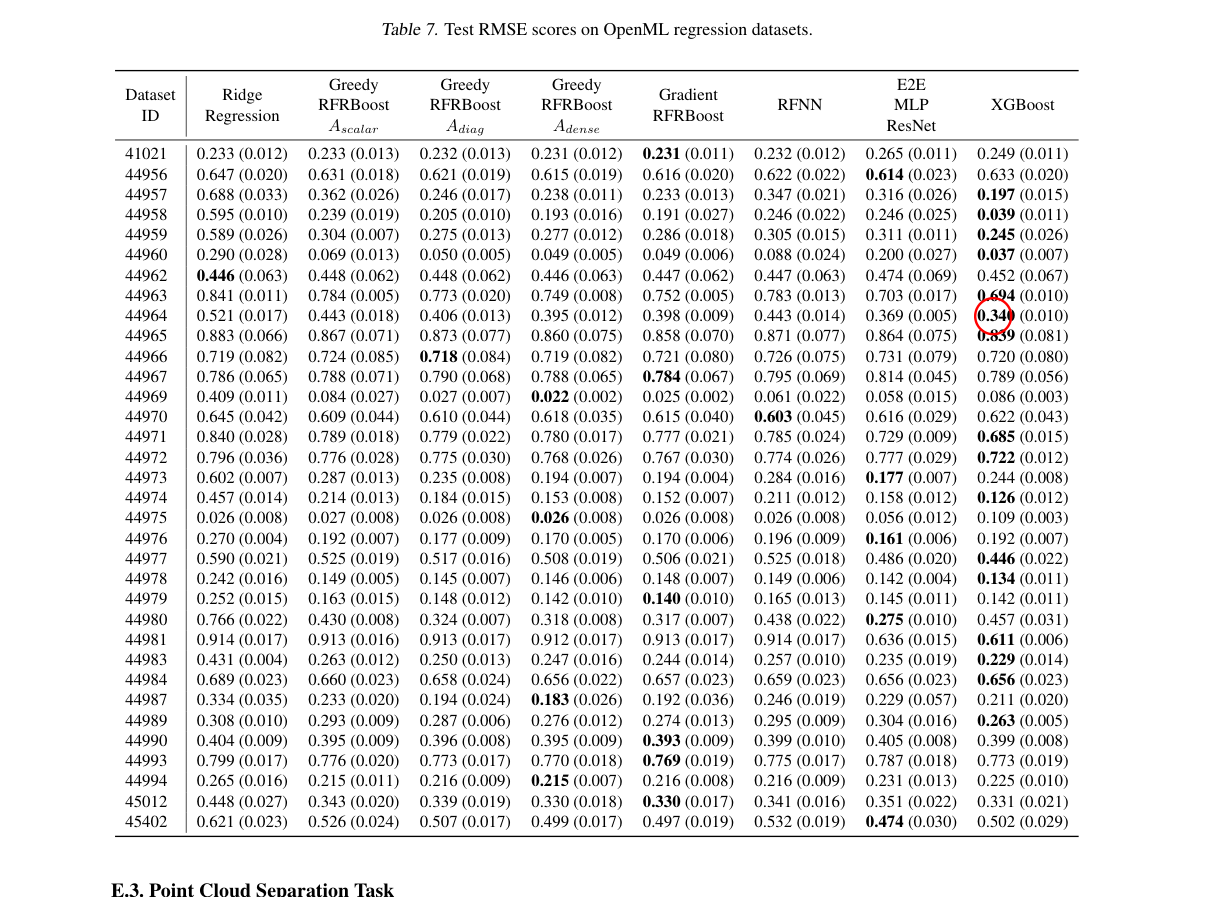 Table 7. Test RMSE scores on OpenML regression datasets.
Dataset ID | Ridge Regression | Greedy RFRBoost A_scalar | Greedy RFRBoost A_diag | Greedy RFRBoost A_dense | Gradient RFRBoost | RFNN | E2E MLP ResNet | XGBoost
41021 0.233 (0.012) 0.233 (0.013) 0.232 (0.013) 0.231 (0.012) 0.231 (0.011) 0.232 (0.012) 0.265 (0.011) 0.249 (0.011)
44956 0.647 (0.020) 0.631 (0.018) 0.621 (0.019) 0.615 (0.019) 0.616 (0.020) 0.622 (0.022) 0.614 (0.023) 0.633 (0.020)
44957 0.688 (0.033) 0.362 (0.026) 0.246 (0.017) 0.238 (0.011) 0.233 (0.013) 0.347 (0.021) 0.316 (0.026) 0.197 (0.015)
44958 0.595 (0.010) 0.239 (0.019) 0.205 (0.010) 0.193 (0.016) 0.191 (0.027) 0.246 (0.022) 0.246 (0.025) 0.039 (0.011)
44959 0.589 (0.026) 0.304 (0.007) 0.275 (0.013) 0.277 (0.012) 0.286 (0.018) 0.305 (0.015) 0.311 (0.011) 0.245 (0.026)
44960 0.290 (0.028) 0.069 (0.013) 0.050 (0.005) 0.049 (0.005) 0.049 (0.006) 0.088 (0.024) 0.200 (0.027) 0.037 (0.007)
44962 0.446 (0.063) 0.448 (0.062) 0.448 (0.062) 0.446 (0.063) 0.447 (0.062) 0.447 (0.063) 0.474 (0.069) 0.452 (0.067)
44963 0.841 (0.011) 0.784 (0.005) 0.773 (0.020) 0.749 (0.008) 0.752 (0.005) 0.783 (0.013) 0.703 (0.017) 0.694 (0.010)
44964 0.521 (0.017) 0.443 (0.018) 0.406 (0.013) 0.395 (0.012) 0.398 (0.009) 0.443 (0.014) 0.369 (0.005) 0.340 (0.010)
44965 0.883 (0.066) 0.867 (0.071) 0.873 (0.077) 0.860 (0.075) 0.858 (0.070) 0.871 (0.077) 0.864 (0.075) 0.839 (0.081)
44966 0.719 (0.082) 0.724 (0.085) 0.718 (0.084) 0.719 (0.082) 0.721 (0.080) 0.726 (0.075) 0.731 (0.079) 0.720 (0.080)
44967 0.786 (0.065) 0.788 (0.071) 0.790 (0.068) 0.788 (0.065) 0.784 (0.067) 0.795 (0.069) 0.814 (0.045) 0.789 (0.056)
44969 0.409 (0.011) 0.084 (0.027) 0.027 (0.007) 0.022 (0.002) 0.025 (0.002) 0.061 (0.022) 0.058 (0.015) 0.086 (0.003)
44970 0.645 (0.042) 0.609 (0.044) 0.610 (0.044) 0.618 (0.035) 0.615 (0.040) 0.603 (0.045) 0.616 (0.029) 0.622 (0.043)
44971 0.840 (0.028) 0.789 (0.018) 0.779 (0.022) 0.780 (0.017) 0.777 (0.021) 0.785 (0.024) 0.729 (0.009) 0.685 (0.015)
44972 0.796 (0.036) 0.776 (0.028) 0.775 (0.030) 0.768 (0.026) 0.767 (0.030) 0.774 (0.026) 0.777 (0.029) 0.722 (0.012)
44973 0.602 (0.007) 0.287 (0.013) 0.235 (0.008) 0.194 (0.007) 0.194 (0.004) 0.284 (0.016) 0.177 (0.007) 0.244 (0.008)
44974 0.457 (0.014) 0.214 (0.013) 0.184 (0.015) 0.153 (0.008) 0.152 (0.007) 0.211 (0.012) 0.158 (0.012) 0.126 (0.012)
44975 0.026 (0.008) 0.027 (0.008) 0.026 (0.008) 0.026 (0.008) 0.026 (0.008) 0.026 (0.008) 0.056 (0.012) 0.109 (0.003)
44976 0.270 (0.004) 0.192 (0.007) 0.177 (0.009) 0.170 (0.005) 0.170 (0.006) 0.196 (0.009) 0.161 (0.006) 0.192 (0.007)
44977 0.590 (0.021) 0.525 (0.019) 0.517 (0.016) 0.508 (0.019) 0.506 (0.021) 0.525 (0.018) 0.486 (0.020) 0.446 (0.022)
44978 0.242 (0.016) 0.149 (0.005) 0.145 (0.007) 0.146 (0.006) 0.148 (0.007) 0.149 (0.006) 0.142 (0.004) 0.134 (0.011)
44979 0.252 (0.015) 0.163 (0.015) 0.148 (0.012) 0.142 (0.010) 0.140 (0.010) 0.165 (0.013) 0.145 (0.011) 0.142 (0.011)
44980 0.766 (0.022) 0.430 (0.008) 0.324 (0.007) 0.318 (0.008) 0.317 (0.007) 0.438 (0.022) 0.275 (0.010) 0.457 (0.031)
44981 0.914 (0.017) 0.913 (0.016) 0.913 (0.017) 0.912 (0.017) 0.913 (0.017) 0.914 (0.017) 0.636 (0.015) 0.611 (0.006)
44983 0.431 (0.004) 0.263 (0.012) 0.250 (0.013) 0.247 (0.016) 0.244 (0.014) 0.257 (0.010) 0.235 (0.019) 0.229 (0.014)
44984 0.689 (0.023) 0.660 (0.023) 0.658 (0.024) 0.656 (0.022) 0.657 (0.023) 0.659 (0.023) 0.656 (0.023) 0.656 (0.023)
44987 0.334 (0.035) 0.233 (0.020) 0.194 (0.024) 0.183 (0.026) 0.192 (0.036) 0.246 (0.019) 0.229 (0.057) 0.211 (0.020)
44989 0.308 (0.010) 0.293 (0.009) 0.287 (0.006) 0.276 (0.012) 0.274 (0.013) 0.295 (0.009) 0.304 (0.016) 0.263 (0.005)
44990 0.404 (0.009) 0.395 (0.009) 0.396 (0.008) 0.395 (0.009) 0.393 (0.009) 0.399 (0.010) 0.405 (0.008) 0.399 (0.008)
44993 0.799 (0.017) 0.776 (0.020) 0.773 (0.017) 0.770 (0.018) 0.769 (0.019) 0.775 (0.017) 0.787 (0.018) 0.773 (0.019)
44994 0.265 (0.016) 0.215 (0.011) 0.216 (0.009) 0.215 (0.007) 0.216 (0.008) 0.216 (0.009) 0.231 (0.013) 0.225 (0.010)
45012 0.448 (0.027) 0.343 (0.020) 0.339 (0.019) 0.330 (0.018) 0.330 (0.017) 0.341 (0.016) 0.351 (0.022) 0.331 (0.021)
45402 0.621 (0.023) 0.526 (0.024) 0.507 (0.017) 0.499 (0.017) 0.497 (0.019) 0.532 (0.019) 0.474 (0.030) 0.502 (0.029)
E.3. Point Cloud Separation Task